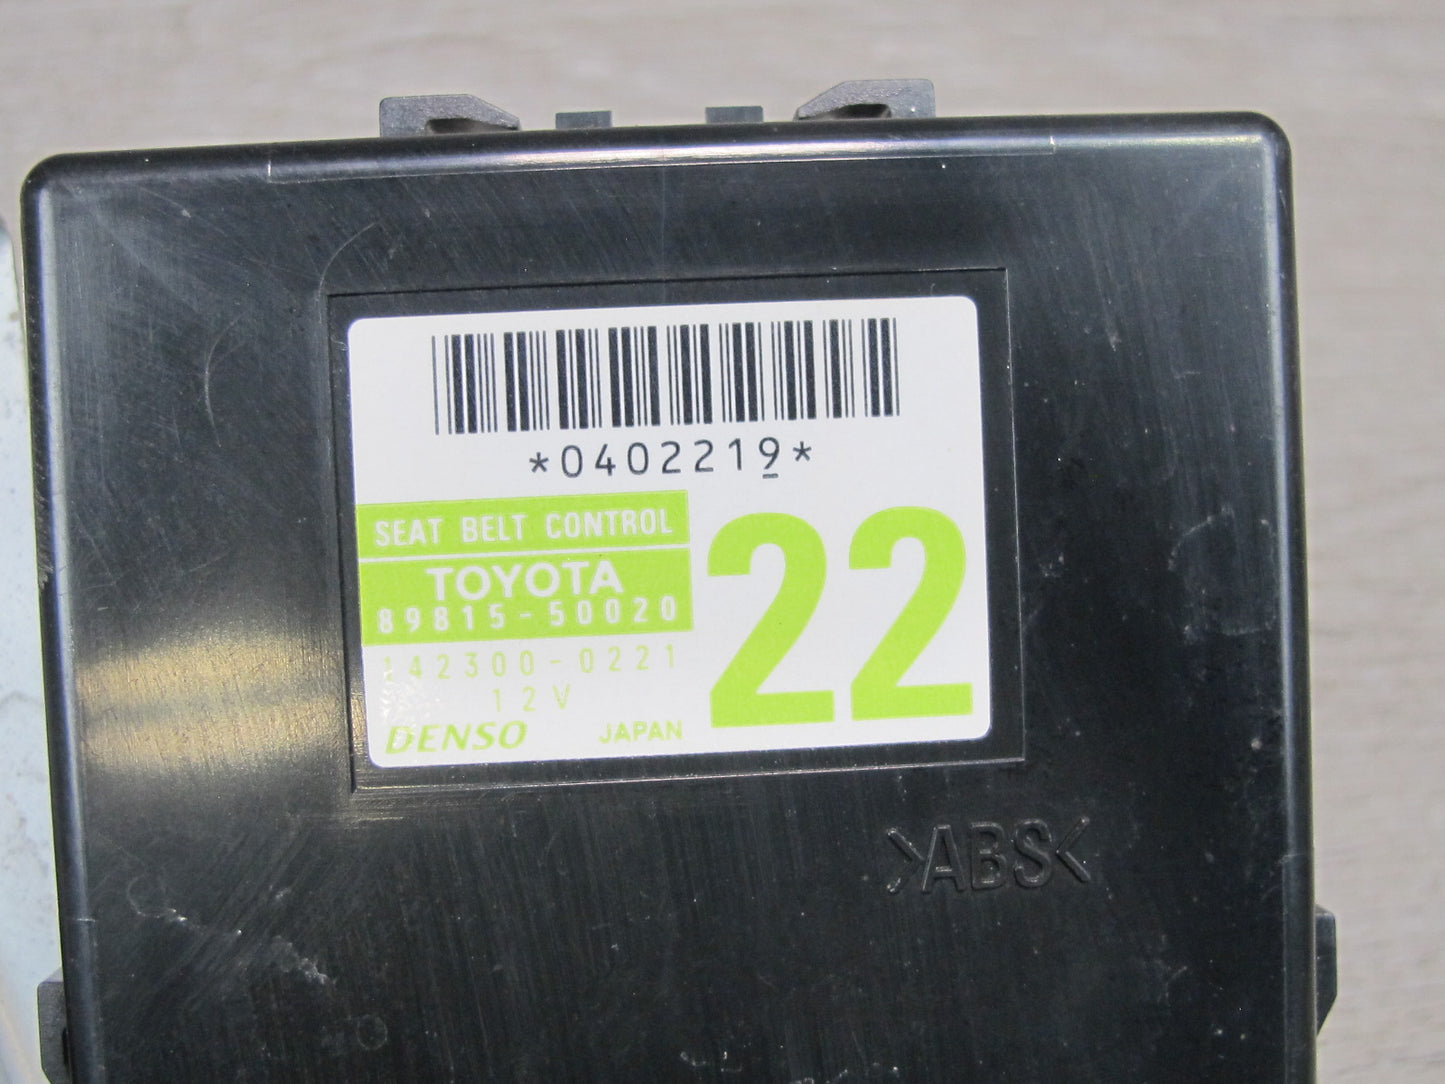 *0402219*
SEAT BELT CONTROL
TOYOTA
89815-50020
22
142300-0221
12V
DENSO JAPAN
>ABS<